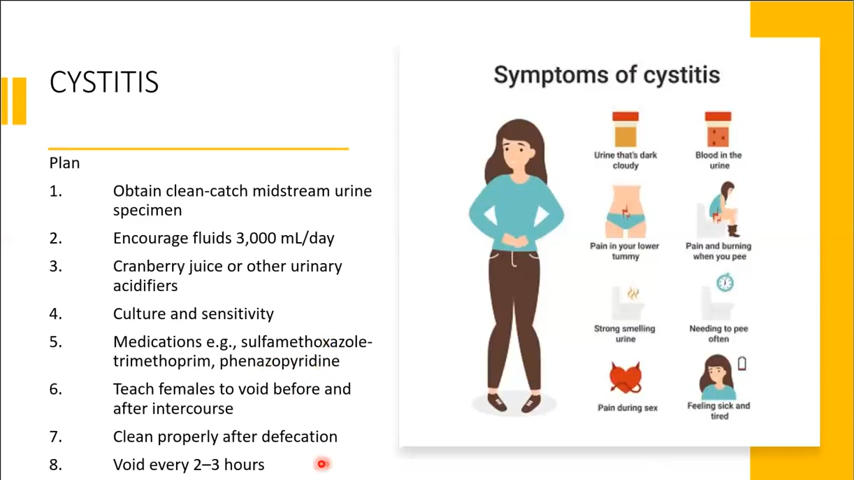 CYSTITIS
Plan
1. Obtain clean-catch midstream urine
specimen
2. Encourage fluids 3,000 mL/day
3. Cranberry juice or other urinary
acidifiers
4. Culture and sensitivity
5. Medications e.g., sulfamethoxazole-
trimethoprim, phenazopyridine
6. Teach females to void before and
after intercourse
7. Clean properly after defecation
8. Void every 2–3 hours
Symptoms of cystitis
Urine that's dark
cloudy
Blood in the
urine
Pain in your lower
tummy
Pain and burning
when you pee
Strong smelling
urine
Needing to pee
often
Pain during sex
Feeling sick and
tired